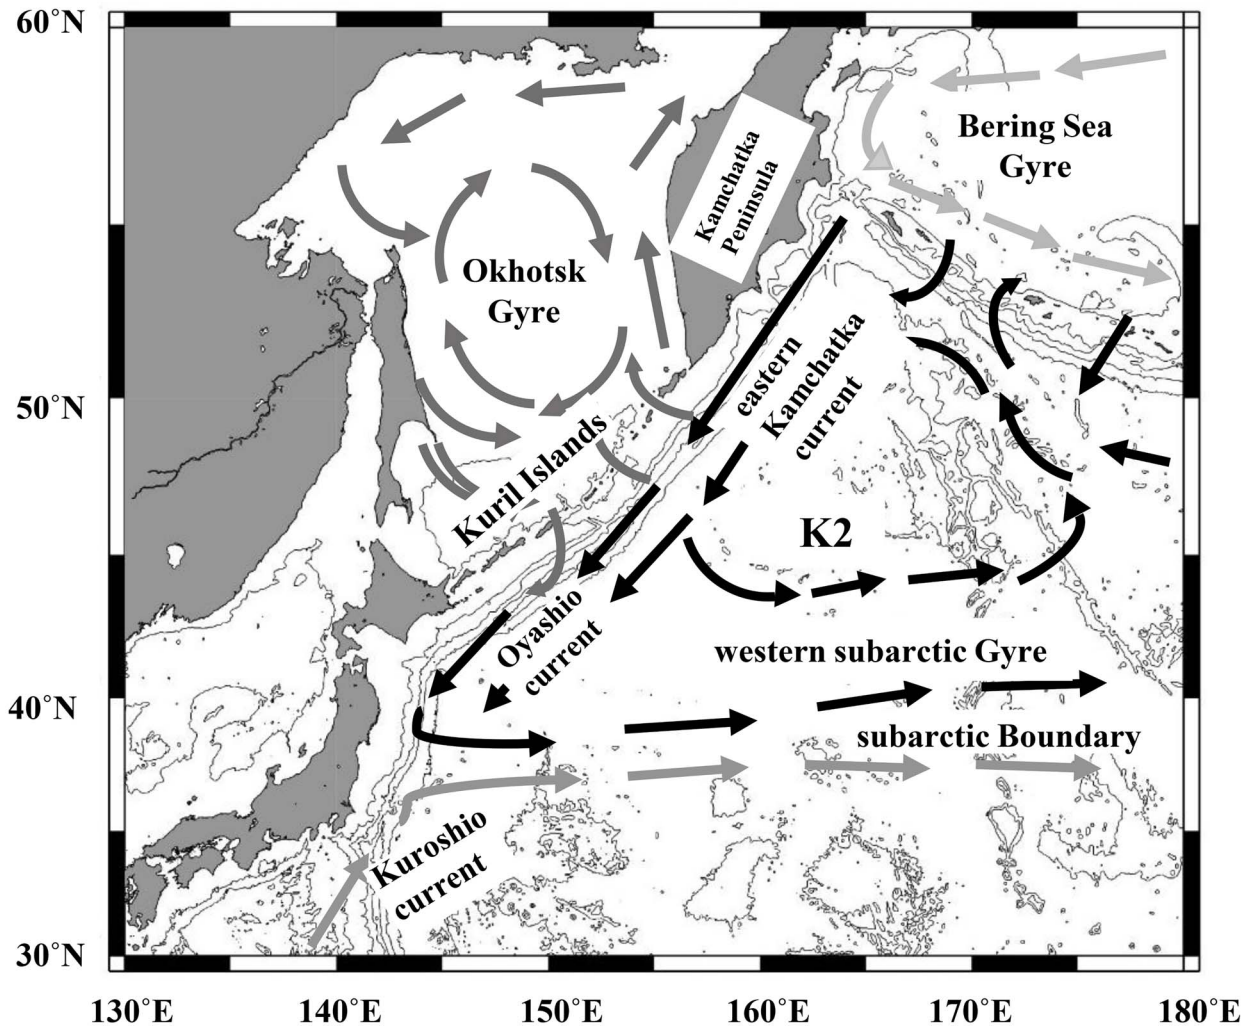 60°N
Bering Sea
Gyre
Kamchatka
Peninsula
Okhotsk
Gyre
50°N
eastern
Kamchatka
current
Kuril Islands
K2
Oyashio
current
western subarctic Gyre
40°N
subarctic Boundary
Kuroshio
current
30°N
130°E
140°E
150°E
160°E
170°E
180°E